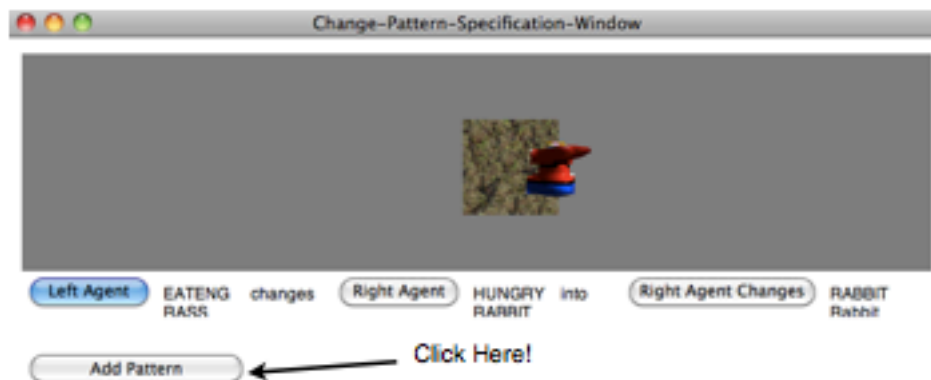 Change-Pattern-Specification-Window
Left Agent EATENG changes Right Agent HUNGRY into Right Agent Changes RABBIT
RASS RABBIT Rabbit
Click Here!
Add Pattern